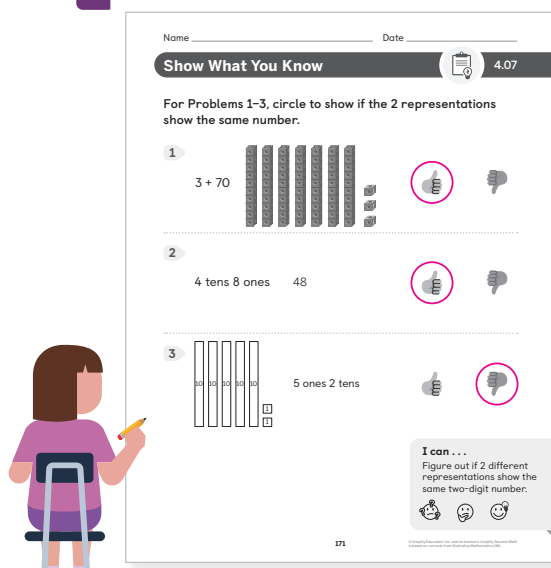 Name Date
Show What You Know 4.07
For Problems 1–3, circle to show if the 2 representations
show the same number.
1
3 + 70
2
4 tens 8 ones 48
3
10 10 10 10 10
5 ones 2 tens
1
1
I can . . .
Figure out if 2 different
representations show the
same two-digit number.
171